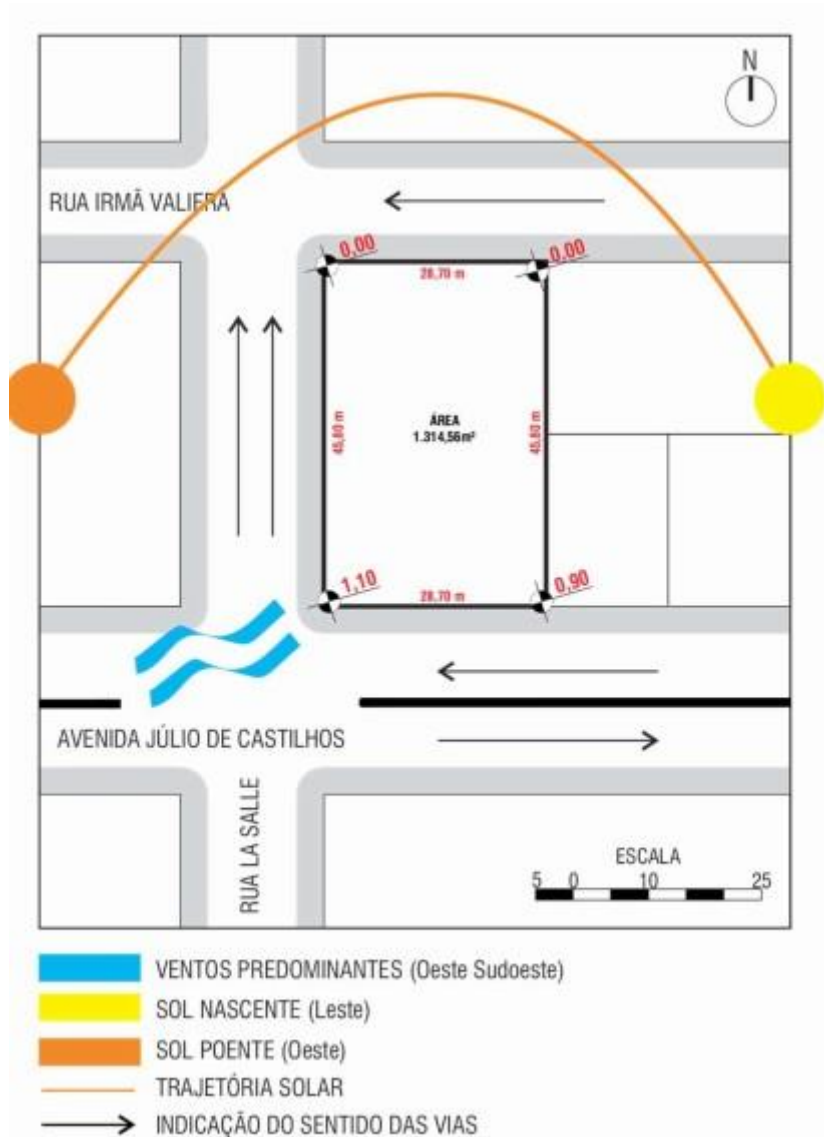 N
RUA IRMÃ VALIERA
0,00
0,00
28,70 m
45,80 m
ÁREA
1.314,56m²
45,80 m
1,10
0,90
28,70 m
AVENIDA JÚLIO DE CASTILHOS
RUA LA SALLE
ESCALA
5 0 10 25
VENTOS PREDOMINANTES (Oeste Sudoeste)
SOL NASCENTE (Leste)
SOL POENTE (Oeste)
TRAJETÓRIA SOLAR
INDICAÇÃO DO SENTIDO DAS VIAS